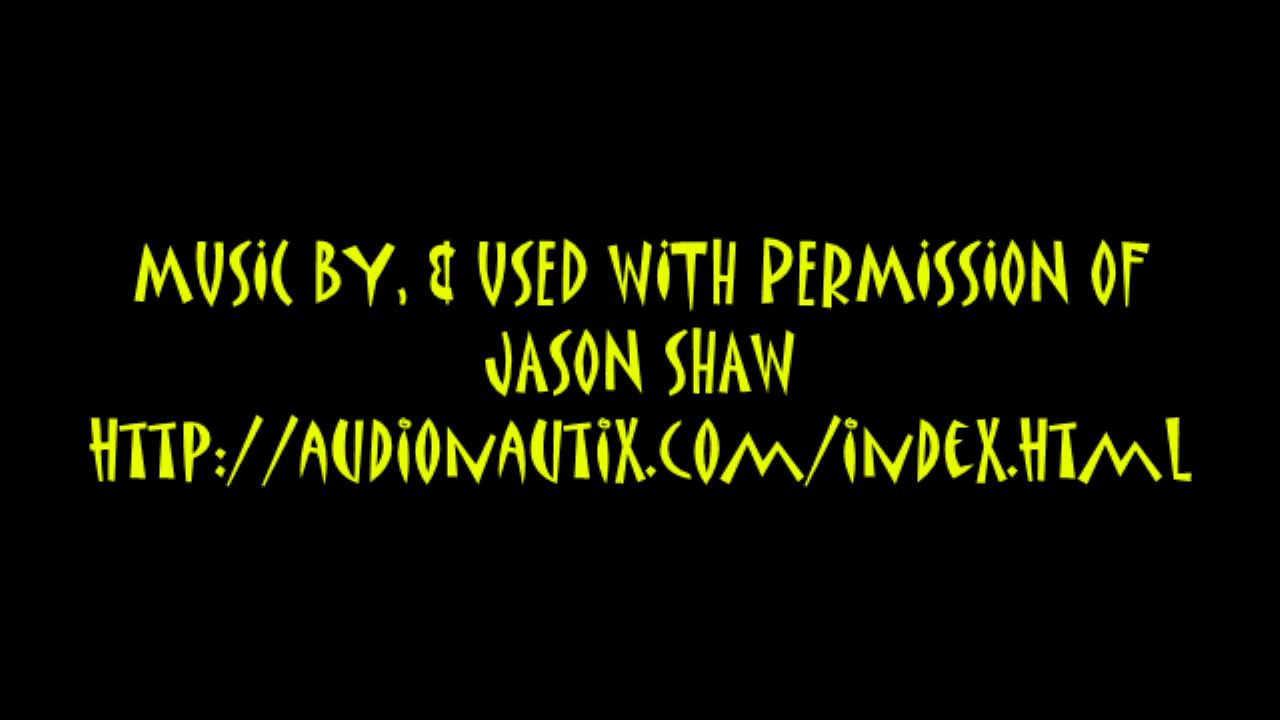 MUSiC BY, & USED WiTH PERMiSSiON OF
JASON SHAW
HTTP://AUDiONAUTiX.COM/iNDEX.HTML